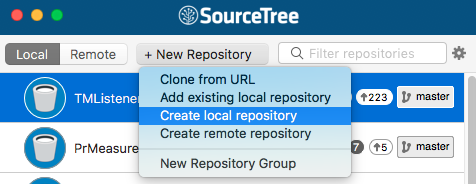 SourceTree
Local Remote + New Repository Filter repositories
Clone from URL
TMListene 223 master
Add existing local repository
Create local repository
Create remote repository
PrMeasure 7 5 master
New Repository Group